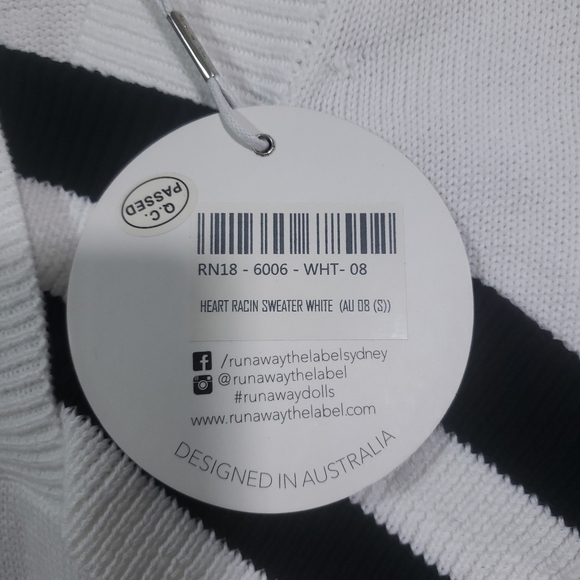 Q.C.
PASSED
RN18 - 6006 - WHT- 08
HEART RACIN SWEATER WHITE (AU 08 (S))
f /runawaythelabelsydney
@runawaythelabel
#runawaydolls
www.runawaythelabel.com
DESIGNED IN AUSTRALIA